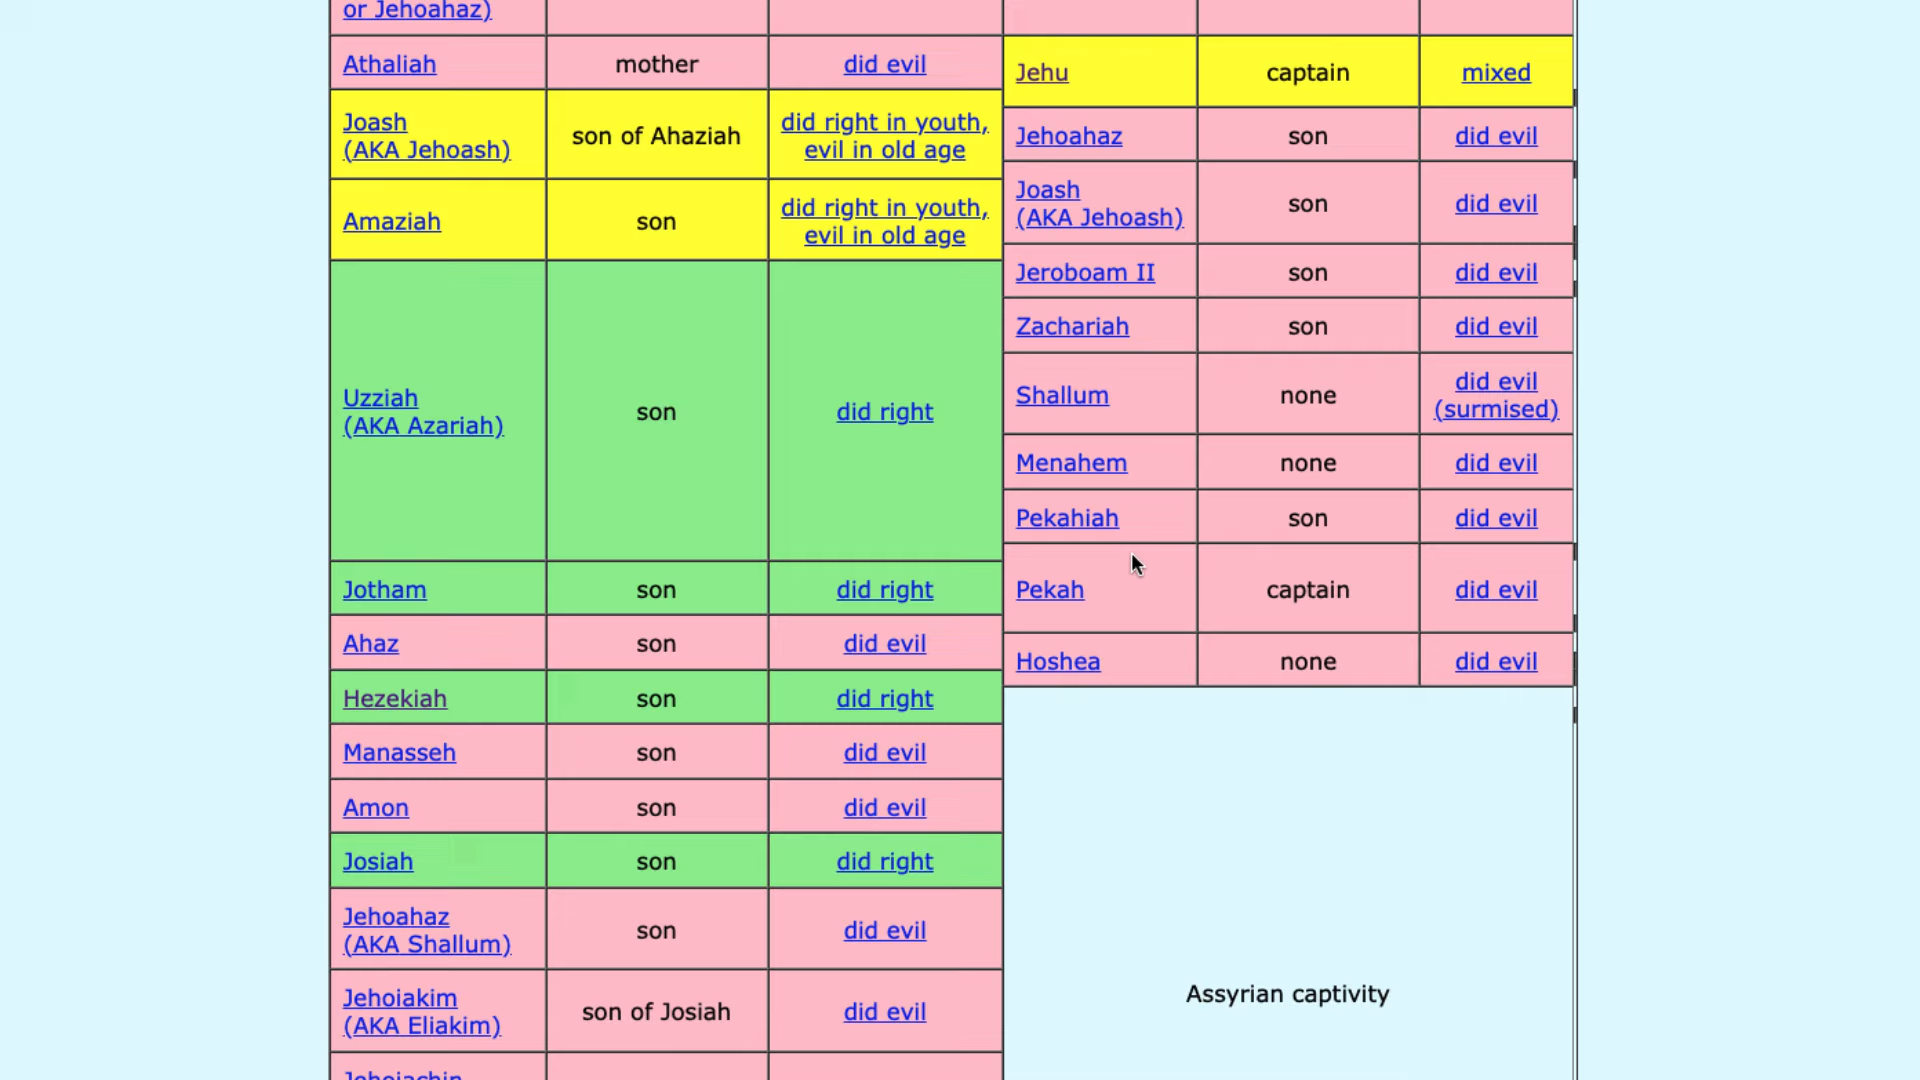 or Jehoahaz)
Athaliah mother did evil
Joash
(AKA Jehoash)
son of Ahaziah
did right in youth,
evil in old age
Amaziah
son
did right in youth,
evil in old age
Uzziah
(AKA Azariah)
son
did right
Jotham son did right
Ahaz son did evil
Hezekiah son did right
Manasseh son did evil
Amon son did evil
Josiah son did right
Jehoahaz
(AKA Shallum)
son
did evil
Jehoiakim
(AKA Eliakim)
son of Josiah
did evil
Jehoiachin
Jehu captain mixed
Jehoahaz son did evil
Joash
(AKA Jehoash)
son
did evil
Jeroboam II son did evil
Zachariah son did evil
Shallum
none
did evil
(surmised)
Menahem none did evil
Pekahiah son did evil
Pekah captain did evil
Hoshea none did evil
Assyrian captivity